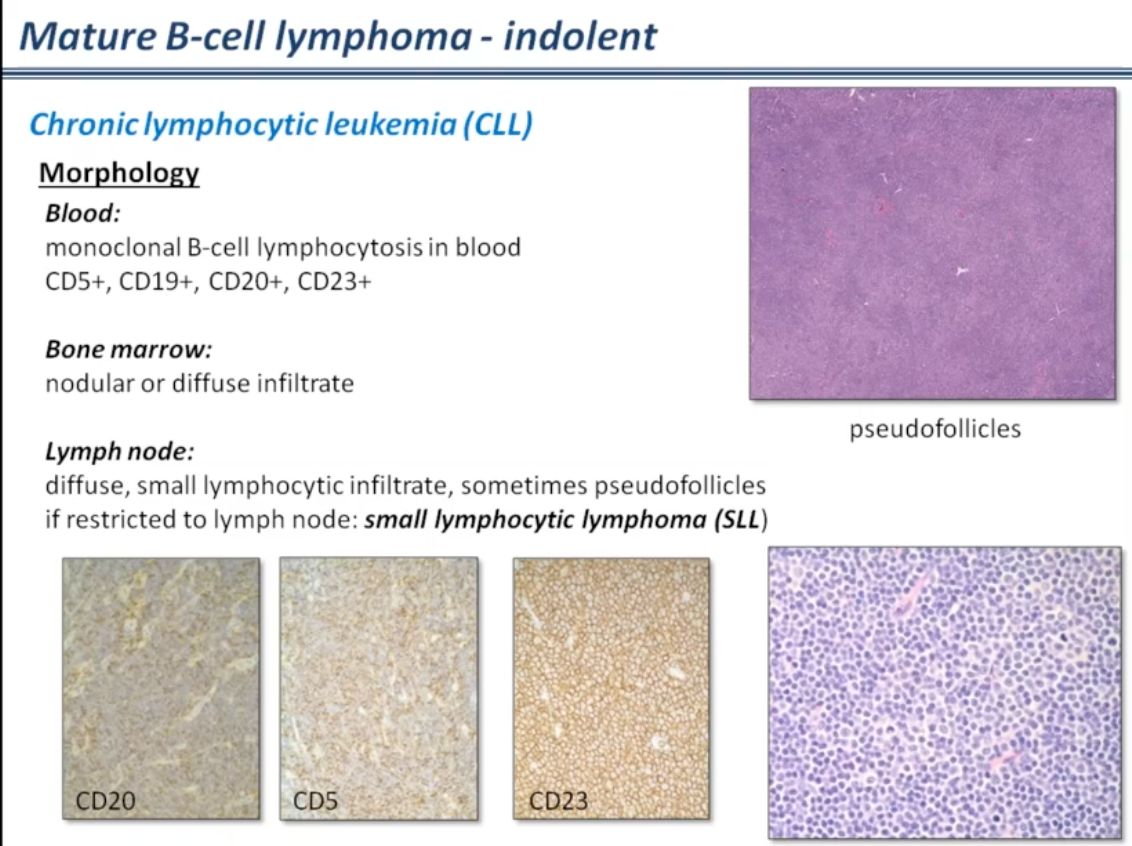 Mature B-cell lymphoma - indolent
Chronic lymphocytic leukemia (CLL)
Morphology
Blood:
monoclonal B-cell lymphocytosis in blood
CD5+, CD19+, CD20+, CD23+
Bone marrow:
nodular or diffuse infiltrate
pseudofollicles
Lymph node:
diffuse, small lymphocytic infiltrate, sometimes pseudofollicles
if restricted to lymph node: small lymphocytic lymphoma (SLL)
CD20
CD5
CD23